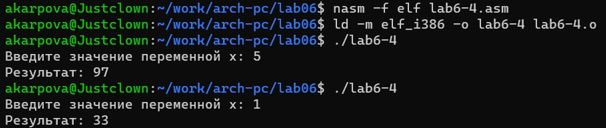 akarpova@Justclown:~/work/arch-pc/lab06$ nasm -f elf lab6-4.asm
akarpova@Justclown:~/work/arch-pc/lab06$ ld -m elf_i386 -o lab6-4 lab6-4.o
akarpova@Justclown:~/work/arch-pc/lab06$ ./lab6-4
Введите значение переменной x: 5
Результат: 97
akarpova@Justclown:~/work/arch-pc/lab06$ ./lab6-4
Введите значение переменной x: 1
Результат: 33